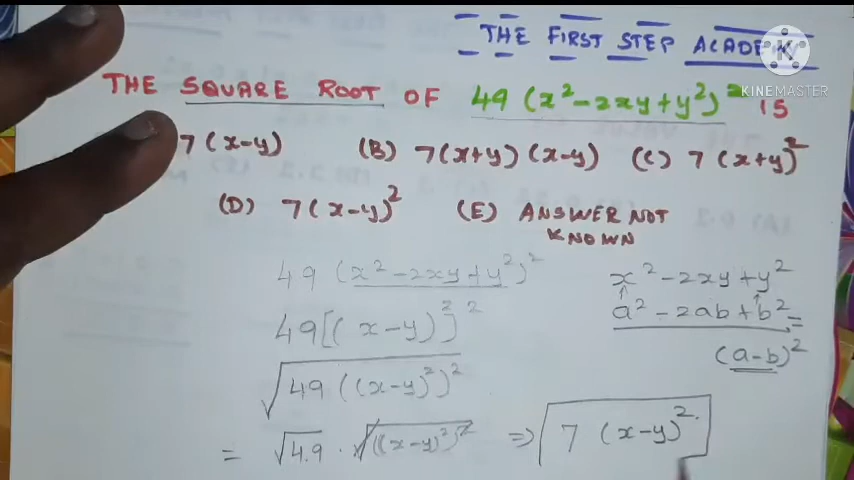 THE FIRST STEP ACADEMY
KINEMASTER
THE SQUARE ROOT OF 49 (x² - 2xy + y²)² IS
7 (x-y) (B) 7(x+y) (x-y) (C) 7 (x+y)²
(D) 7 (x-y)² (E) ANSWER NOT
KNOWN
49 (x² - 2xy + y²)²
x² - 2xy + y²
49[(x-y)²]²
a² - 2ab + b² =
(a-b)²
√49 ((x-y)²)²
= √4.9 . √((x-y)²)² ⇒ 7 (x-y)².